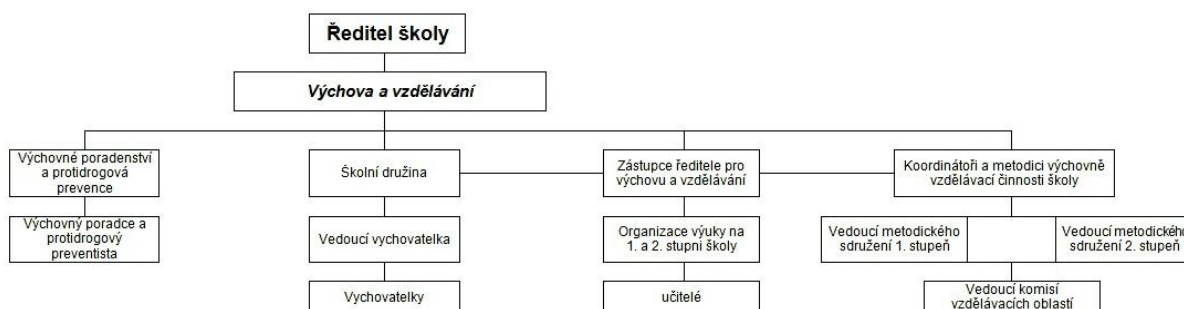 Ředitel školy
Výchova a vzdělávání
Výchovné poradenství
a protidrogová
prevence
Školní družina
Zástupce ředitele pro
výchovu a vzdělávání
Koordinátoři a metodici výchovně
vzdělávací činnosti školy
Výchovný poradce a
protidrogový
preventista
Vedoucí vychovatelka
Organizace výuky na
1. a 2. stupni školy
Vedoucí metodického
sdružení 1. stupeň
Vedoucí metodického
sdružení 2. stupeň
Vychovatelky
učitelé
Vedoucí komisí
vzdělávacích oblastí